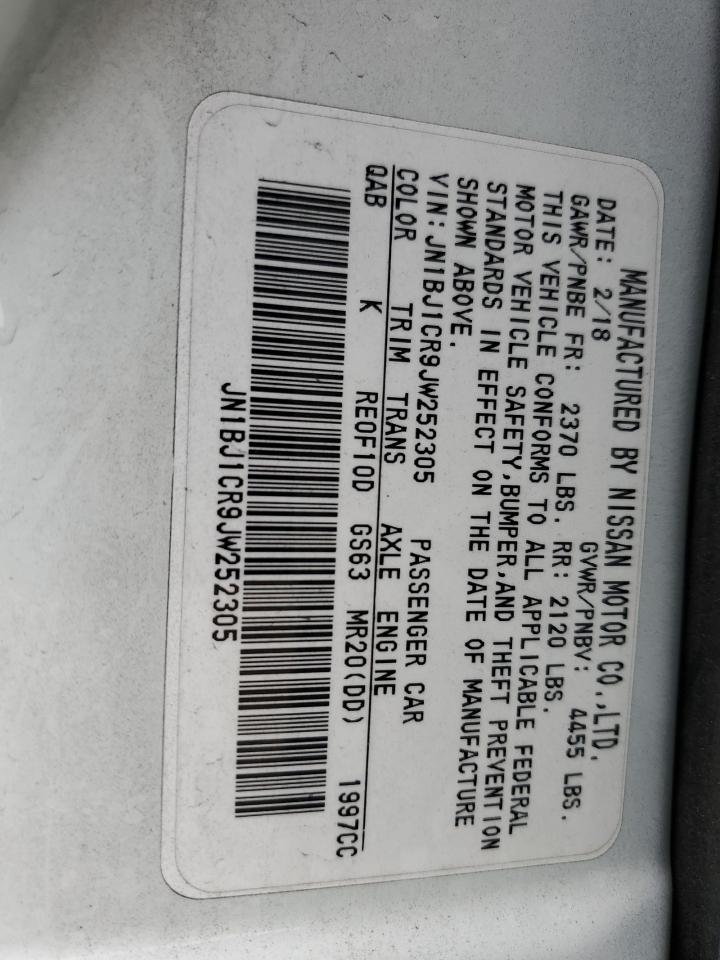 MANUFACTURED BY NISSAN MOTOR CO.,LTD.
DATE: 2/18 GVWR/PNBV: 4455 LBS.
GAWR/PNBE FR: 2370 LBS. RR: 2120 LBS.
THIS VEHICLE CONFORMS TO ALL APPLICABLE FEDERAL
MOTOR VEHICLE SAFETY,BUMPER,AND THEFT PREVENTION
STANDARDS IN EFFECT ON THE DATE OF MANUFACTURE
SHOWN ABOVE.
VIN:JN1BJ1CR9JW252305 PASSENGER CAR
COLOR TRIM TRANS AXLE ENGINE
QAB K RE0F10D GS63 MR20(DD) 1997CC
JN1BJ1CR9JW252305